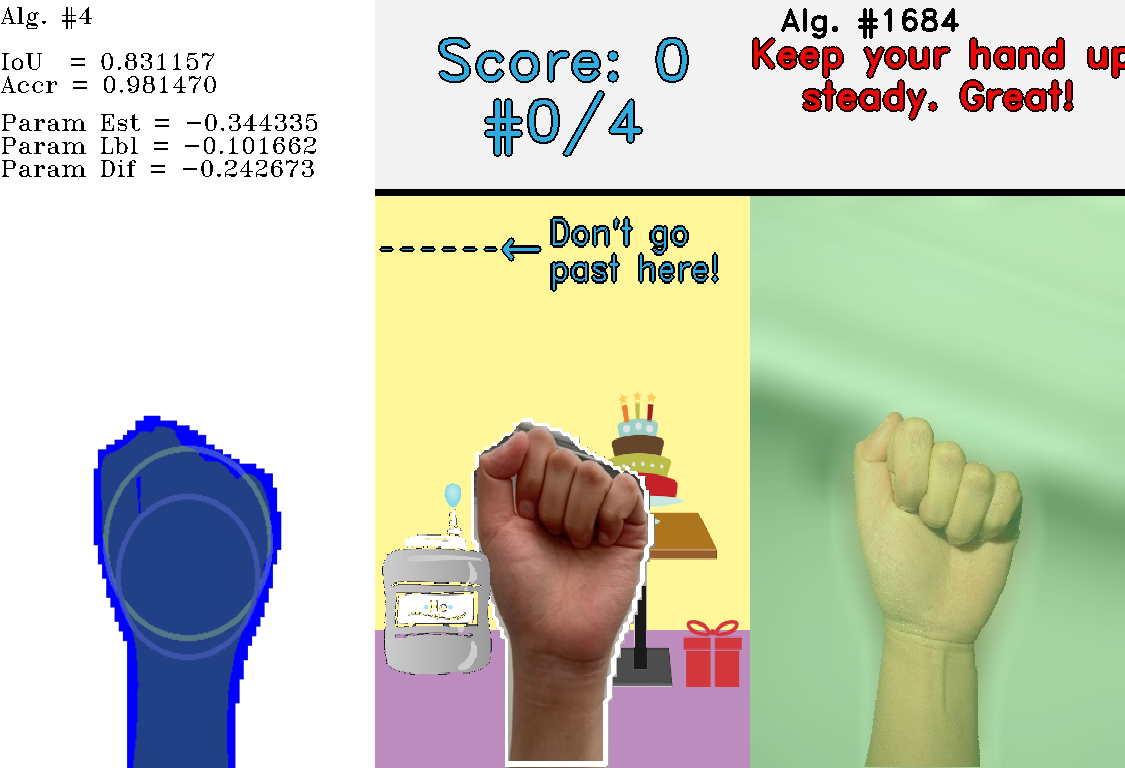 Alg. #4
IoU = 0.831157
Accr = 0.981470
Param Est = −0.344335
Param Lbl = −0.101662
Param Dif = −0.242673
Score: 0
#0/4
Alg. #1684
Keep your hand up
steady. Great!
Don't go
past here!